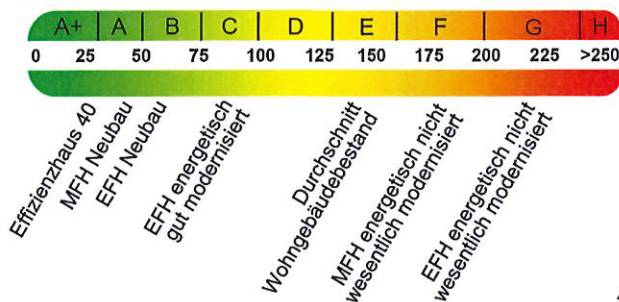 A+ A B C D E F G H
0 25 50 75 100 125 150 175 200 225 >250
Effizienzhaus 40
MFH Neubau
EFH Neubau
EFH energetisch
gut modernisiert
Durchschnitt
Wohngebäudebestand
MFH energetisch nicht
wesentlich modernisiert
EFH energetisch nicht
wesentlich modernisiert